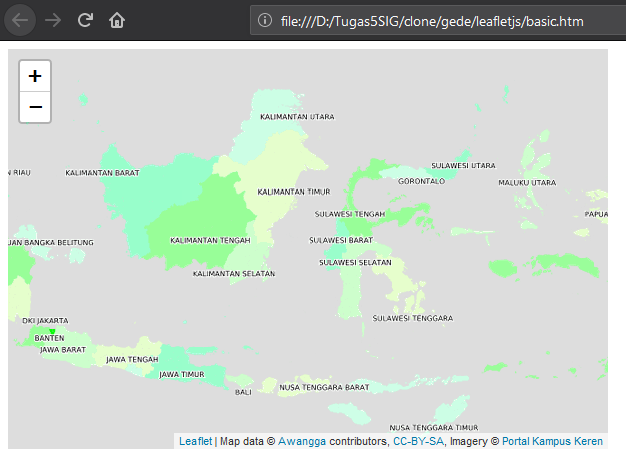 file:///D:/Tugas5SIG/clone/gede/leafletjs/basic.htm
+
−
KALIMANTAN UTARA
SULAWESI UTARA
N RIAU
KALIMANTAN BARAT
GORONTALO
MALUKU UTARA
KALIMANTAN TIMUR
SULAWESI TENGAH
PAPUA
UAN BANGKA BELITUNG
KALIMANTAN TENGAH
SULAWESI BARAT
SULAWESI SELATAN
KALIMANTAN SELATAN
SULAWESI TENGGARA
DKI JAKARTA
BANTEN
JAWA BARAT
JAWA TENGAH
JAWA TIMUR
BALI
NUSA TENGGARA BARAT
NUSA TENGGARA TIMUR
Leaflet | Map data © Awangga contributors, CC-BY-SA, Imagery © Portal Kampus Keren